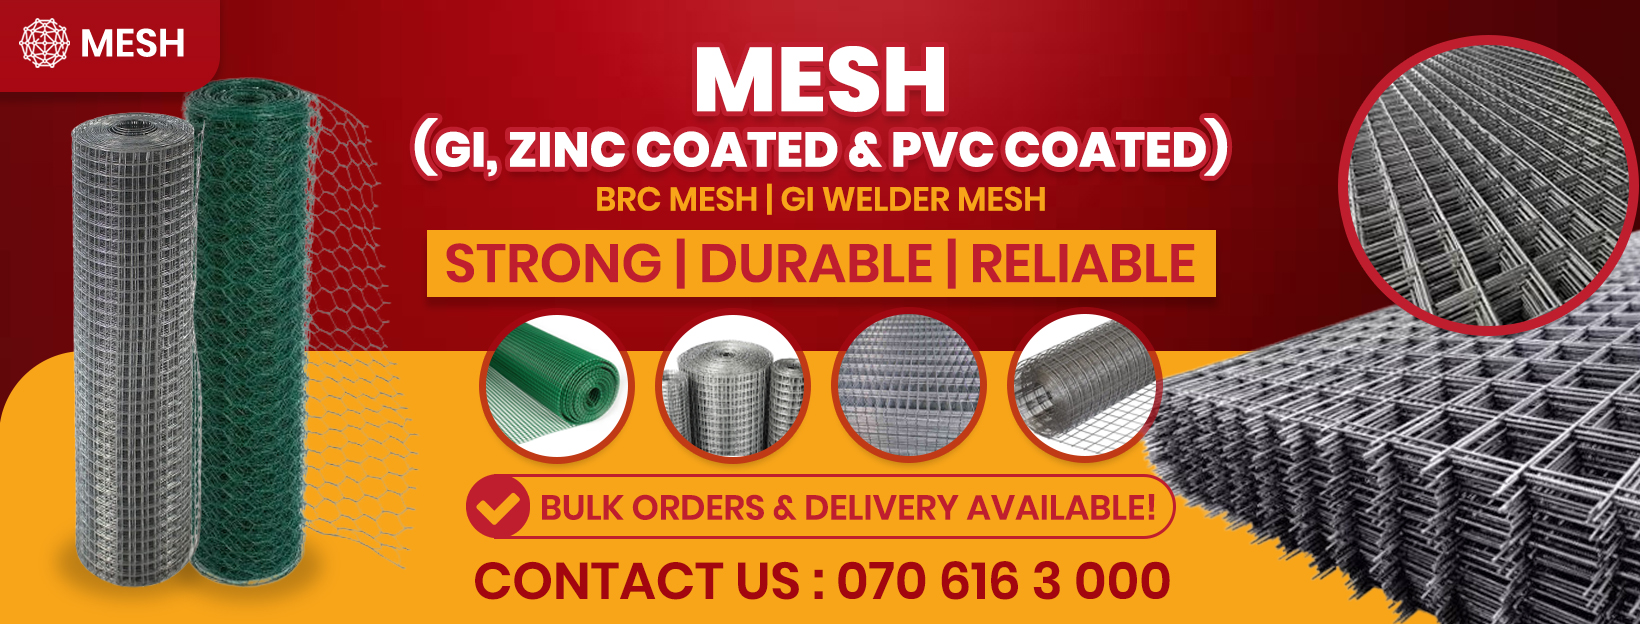 MESH
MESH
(GI, ZINC COATED & PVC COATED)
BRC MESH | GI WELDER MESH
STRONG | DURABLE | RELIABLE
BULK ORDERS & DELIVERY AVAILABLE!
CONTACT US : 070 616 3 000